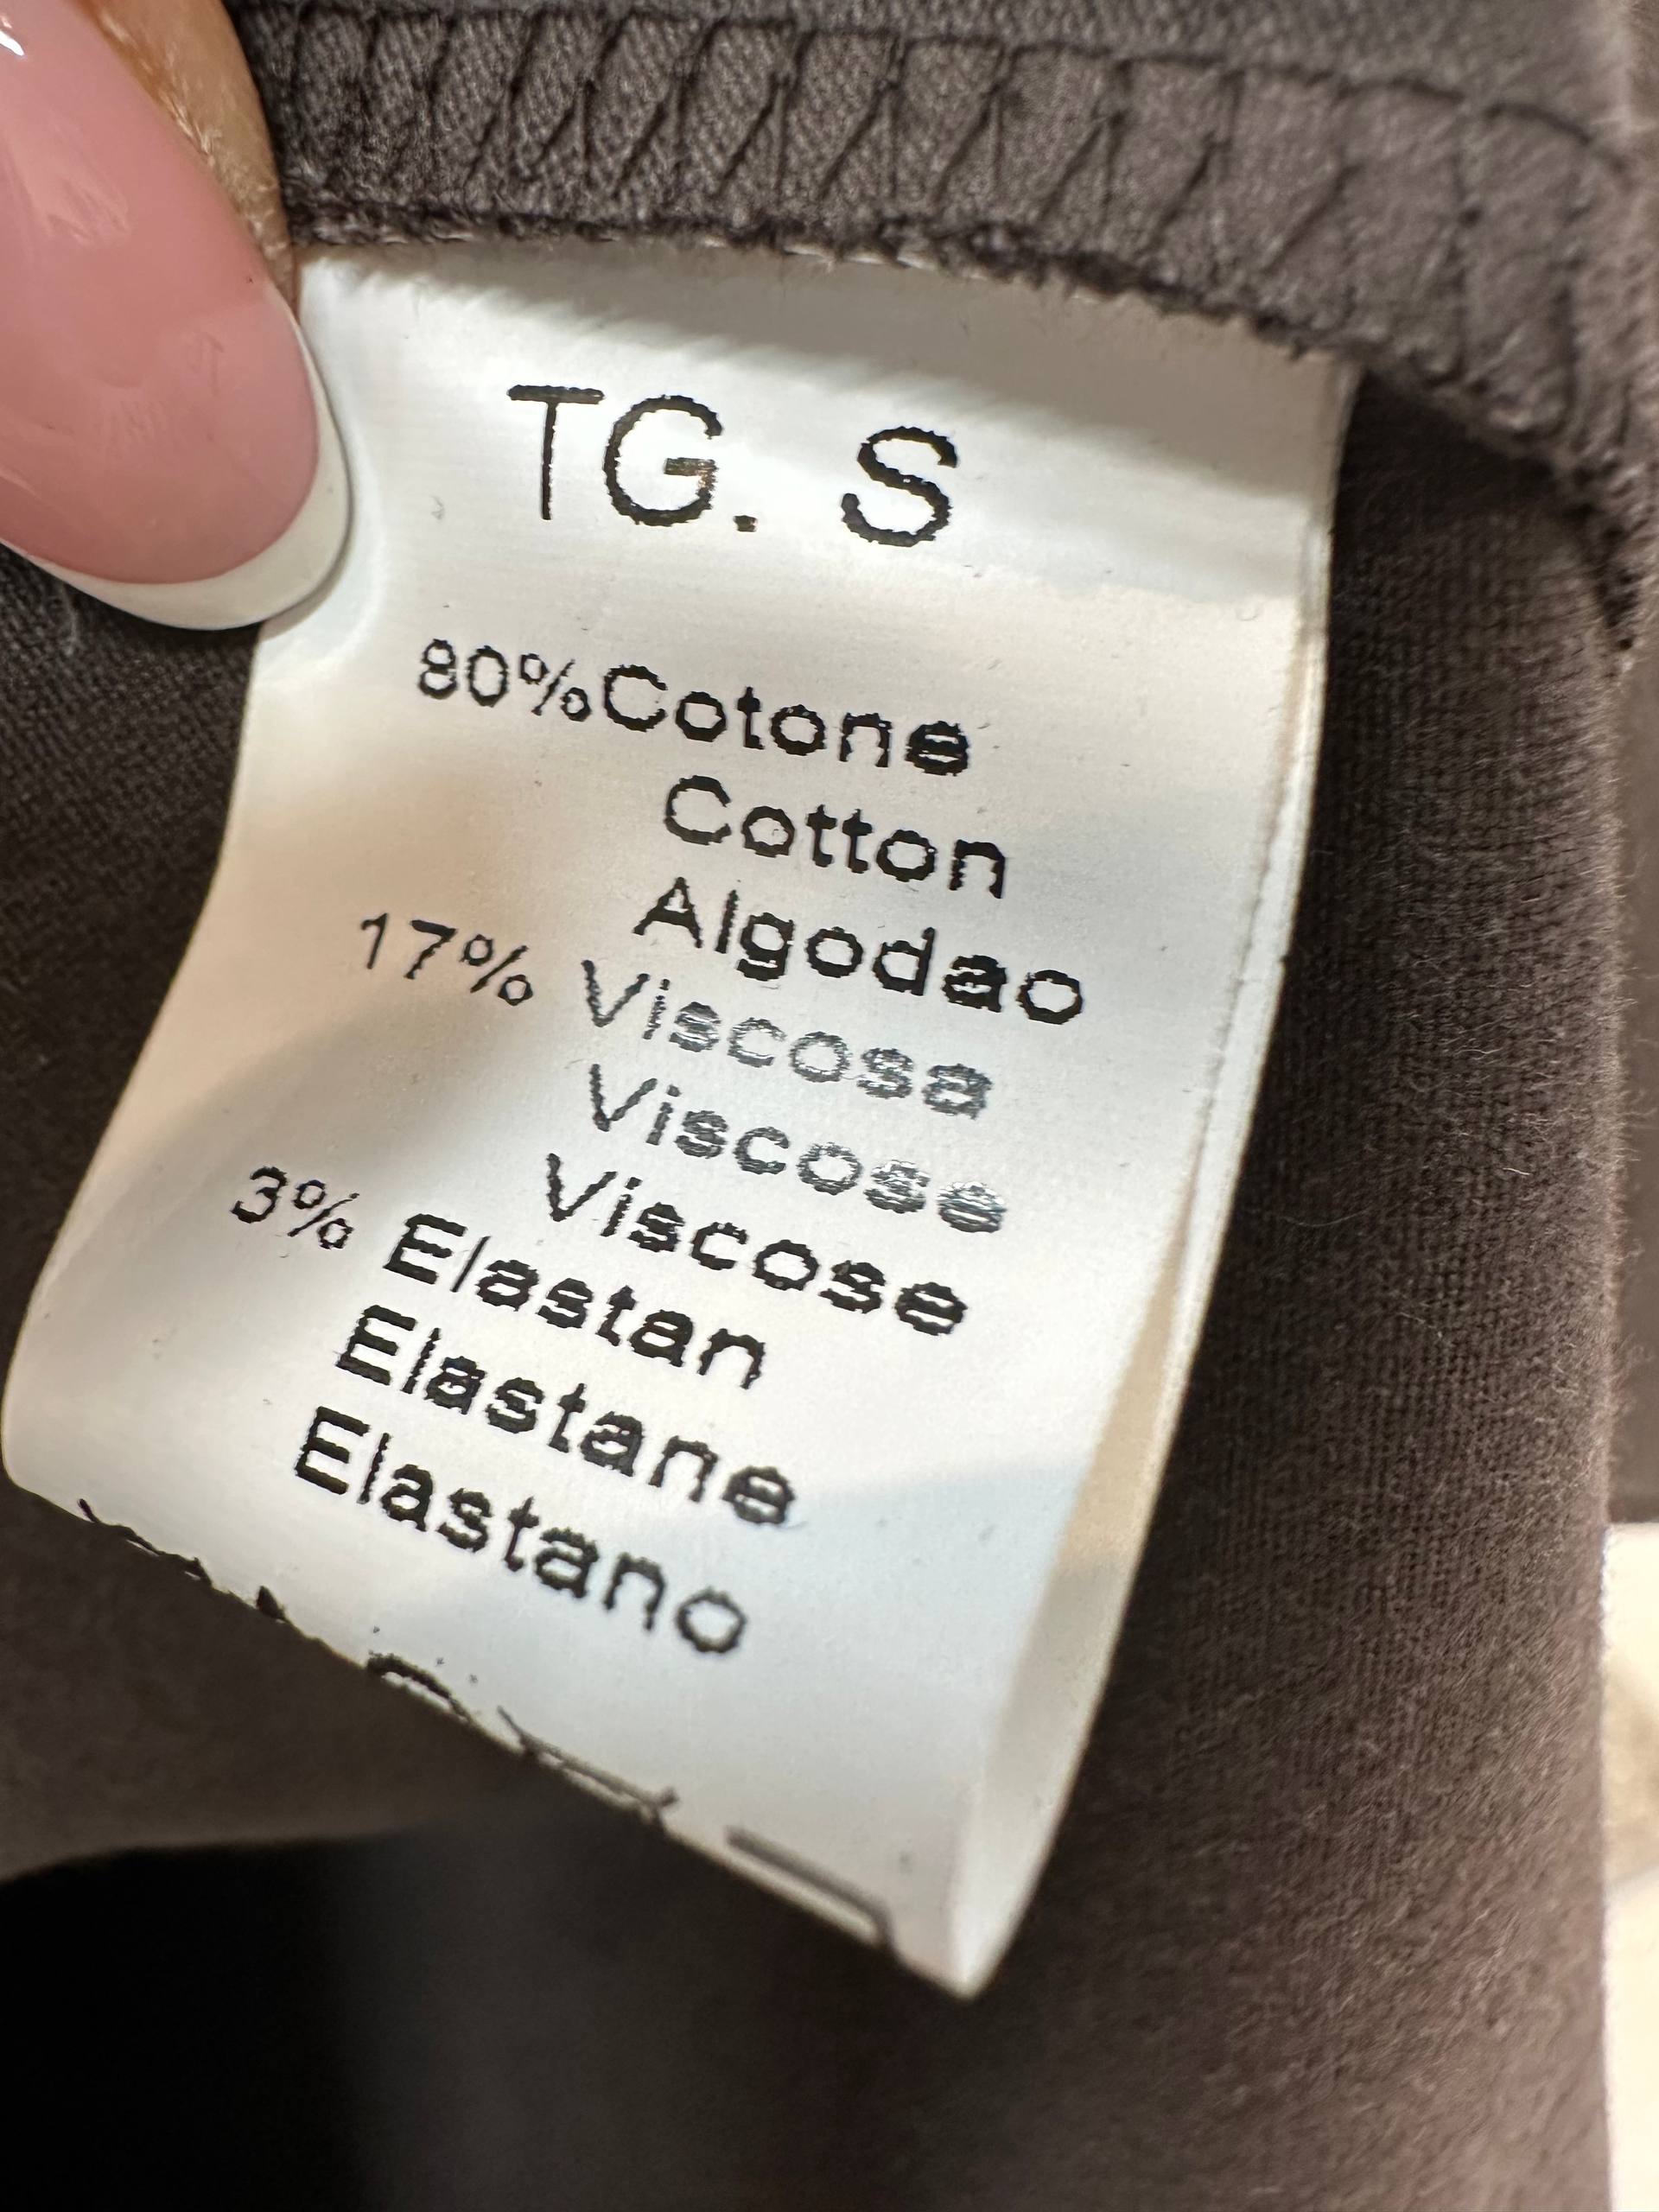 TG. S
80%Cotone
Cotton
Algodao
17% Viscosa
Viscose
Viscose
3% Elastan
Elastane
Elastano